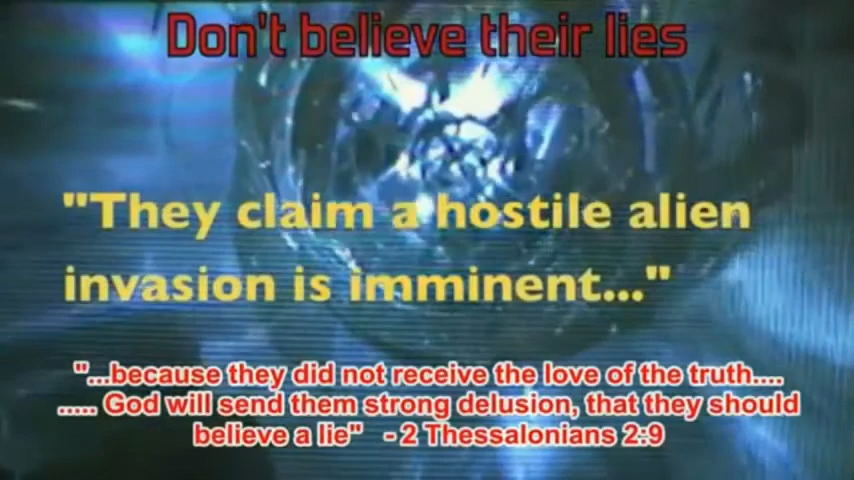 Don't believe their lies
"They claim a hostile alien
invasion is imminent..."
"...because they did not receive the love of the truth....
..... God will send them strong delusion, that they should
believe a lie"   - 2 Thessalonians 2:9